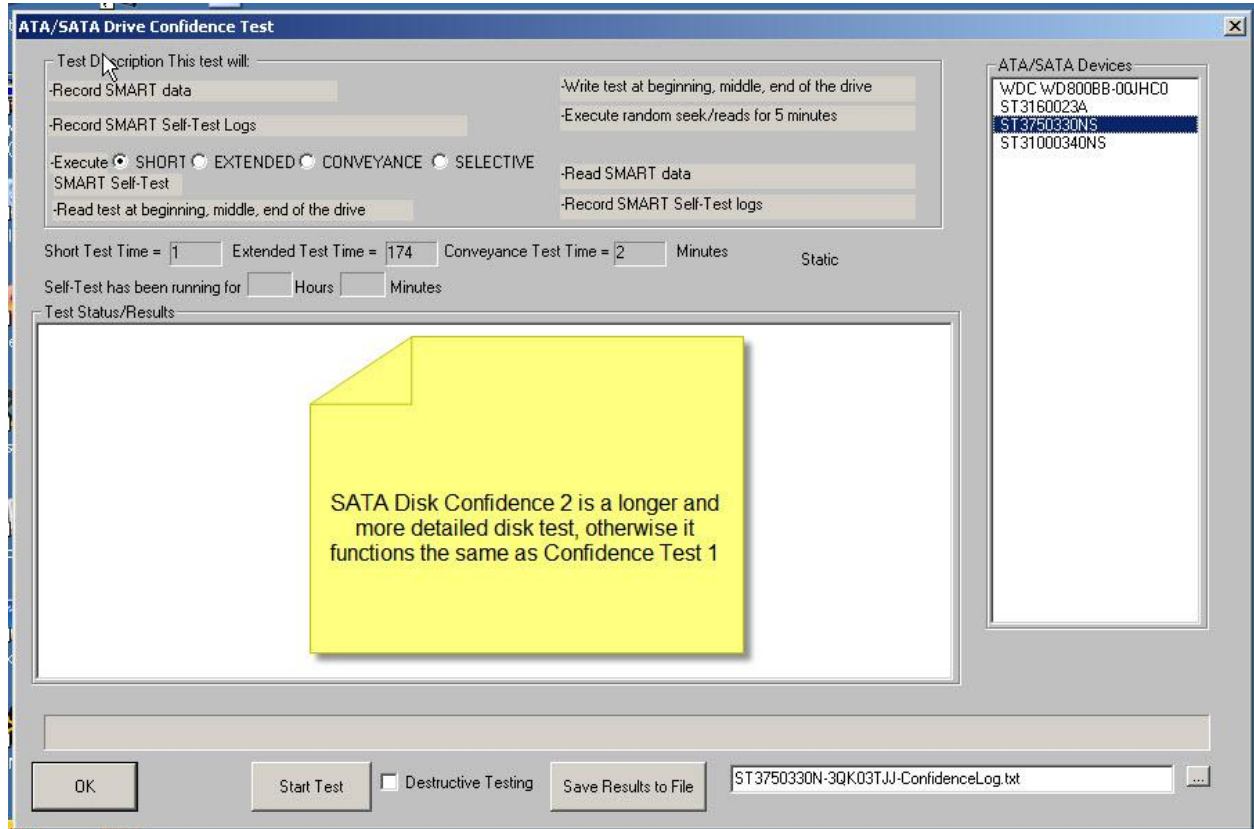 ATA/SATA Drive Confidence Test
Test D cription This test will:
-Record SMART data
-Record SMART Self-Test Logs
-Execute SHORT EXTENDED CONVEYANCE SELECTIVE
SMART Self-Test
-Read test at beginning, middle, end of the drive
-Write test at beginning, middle, end of the drive
-Execute random seek/reads for 5 minutes
-Read SMART data
-Record SMART Self-Test logs
ATA/SATA Devices
WDC WD800BB-00JHC0
ST3160023A
ST3750330NS
ST31000340NS
Short Test Time = 1 Extended Test Time = 174 Conveyance Test Time = 2 Minutes Static
Self-Test has been running for Hours Minutes
Test Status/Results
SATA Disk Confidence 2 is a longer and
more detailed disk test, otherwise it
functions the same as Confidence Test 1
OK Start Test Destructive Testing Save Results to File ST3750330N-3QK03TJJ-ConfidenceLog.txt ...